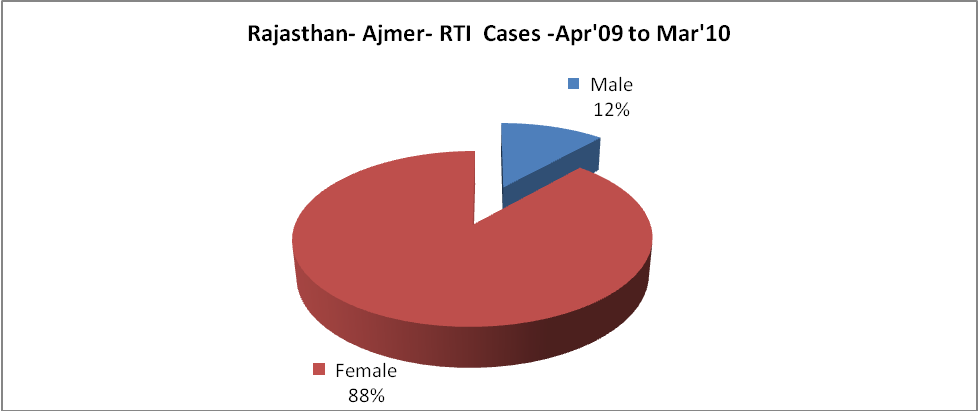 Rajasthan- Ajmer- RTI  Cases -Apr'09 to Mar'10
Male
12%
Female
88%